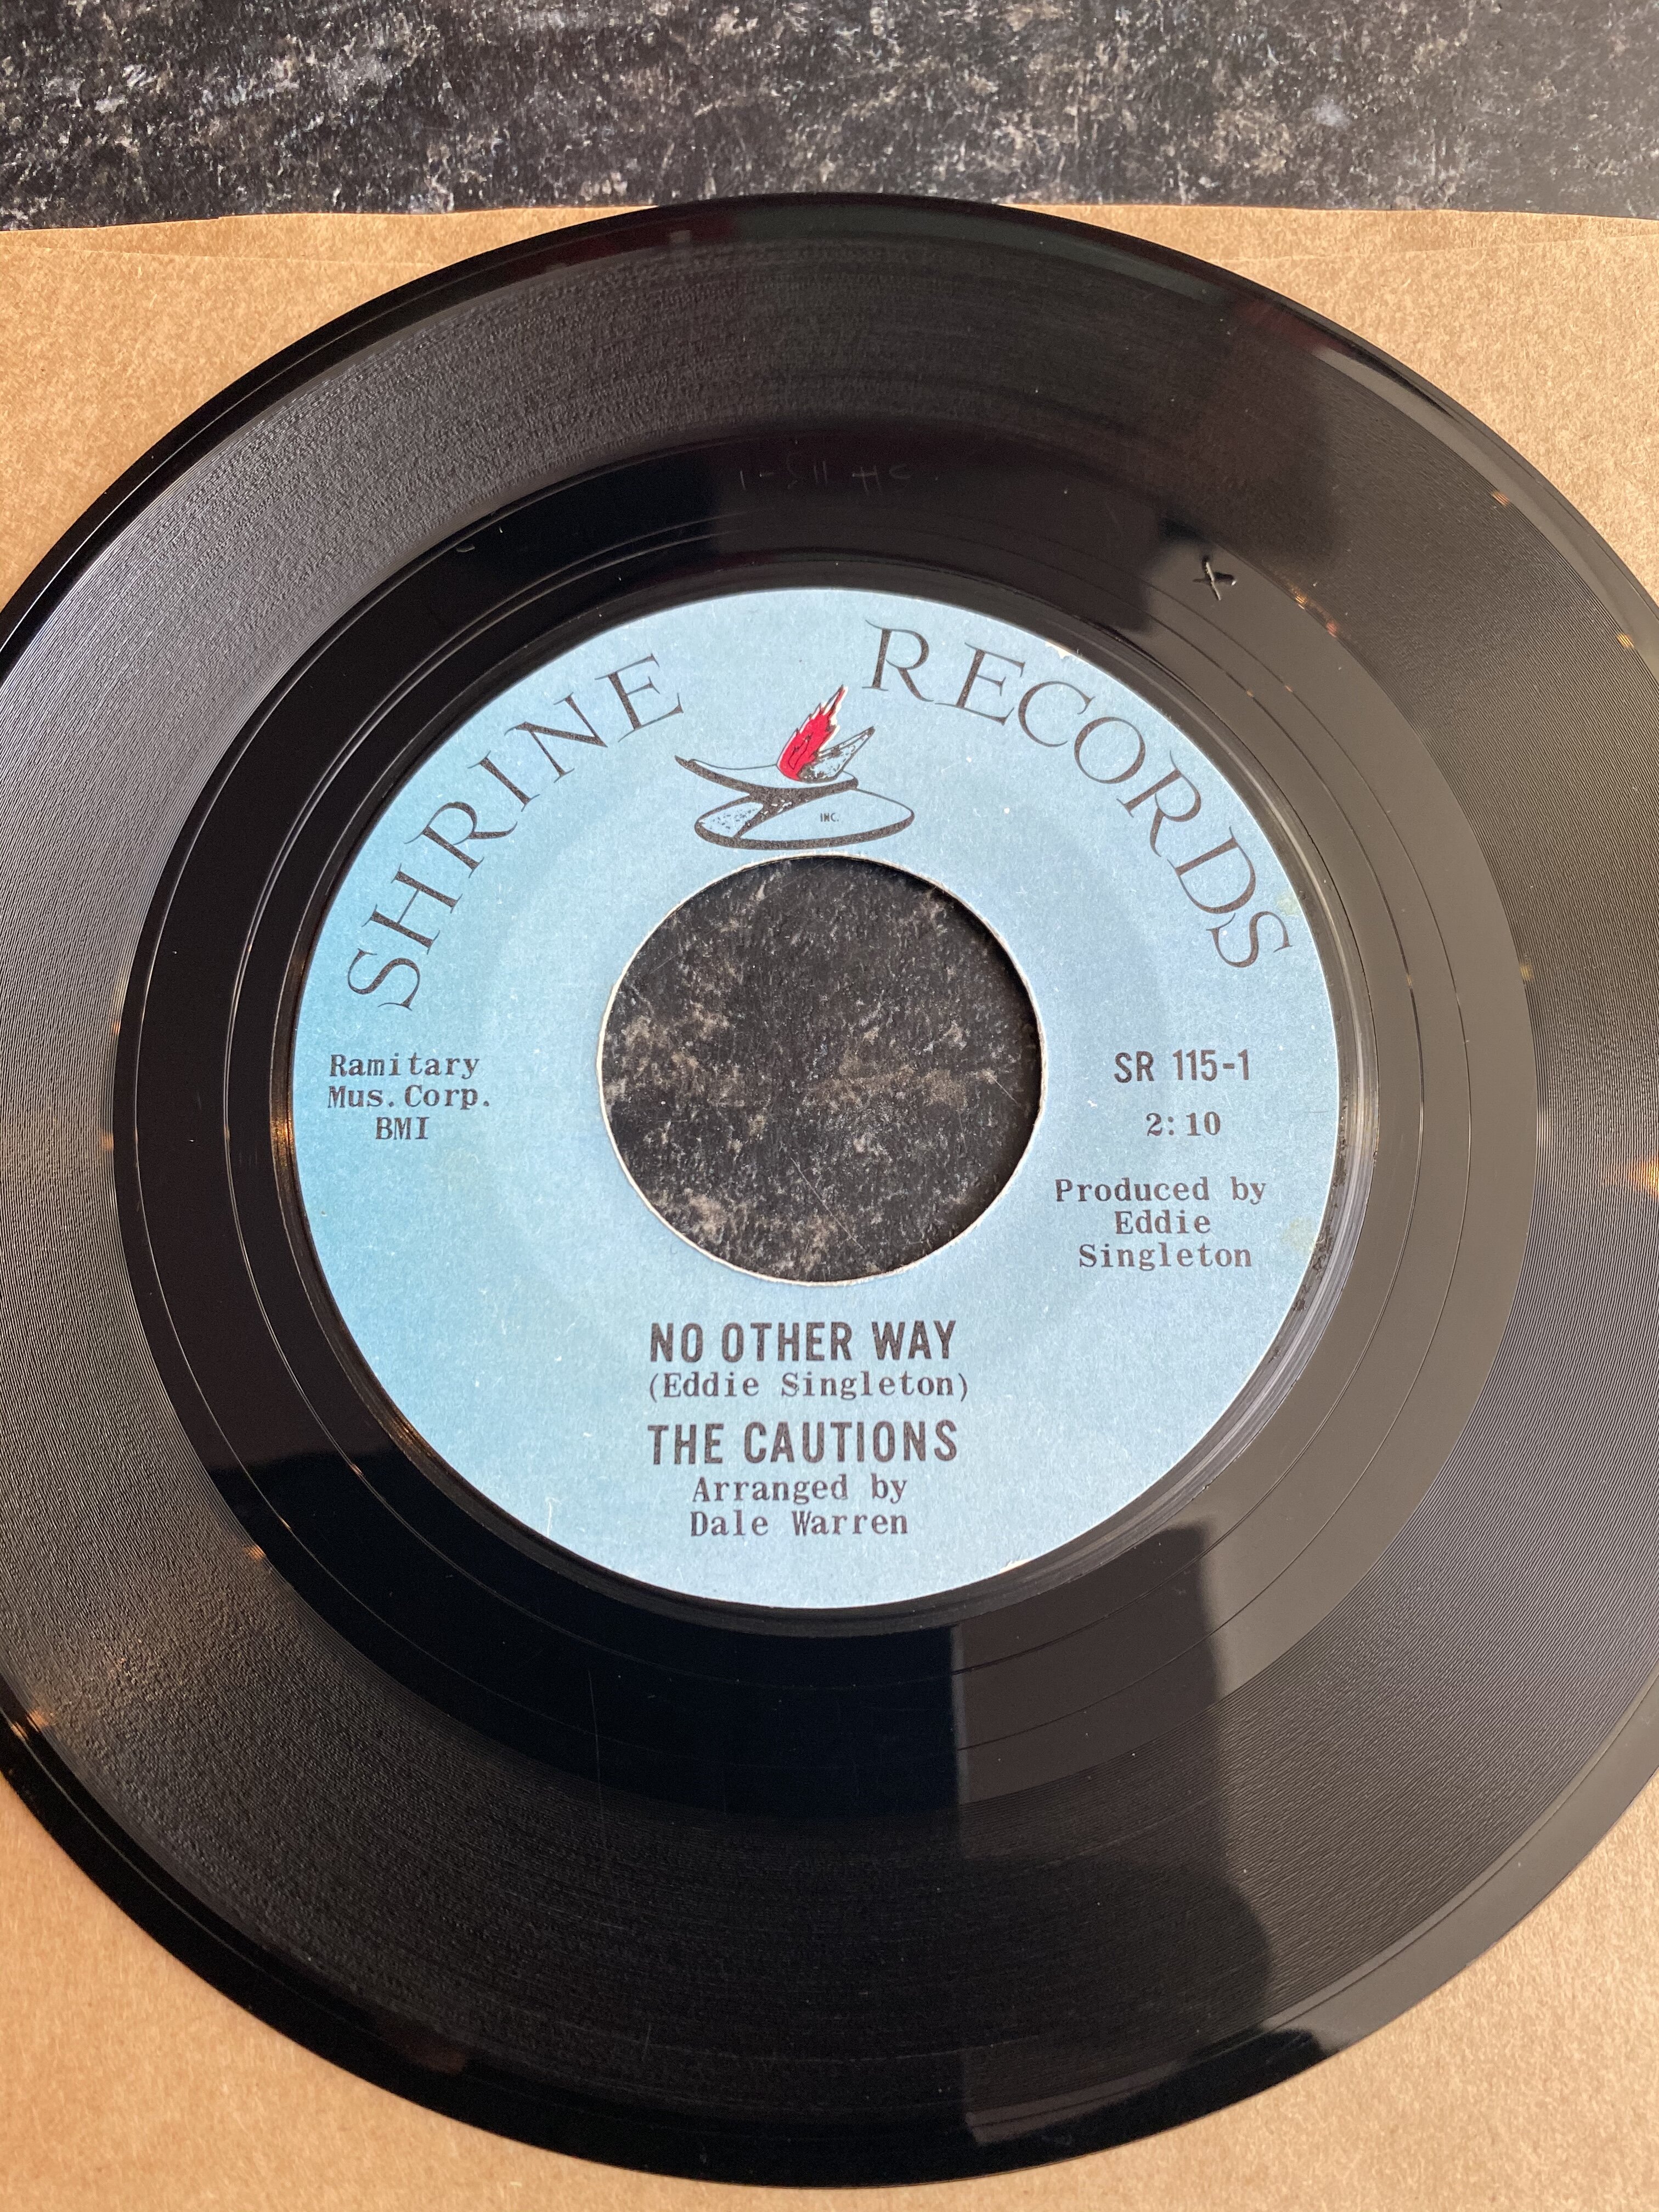 SHRINE RECORDS
INC.
Ramitary
Mus.Corp.
BMI
SR 115-1
2:10
Produced by
Eddie
Singleton
NO OTHER WAY
(Eddie Singleton)
THE CAUTIONS
Arranged by
Dale Warren